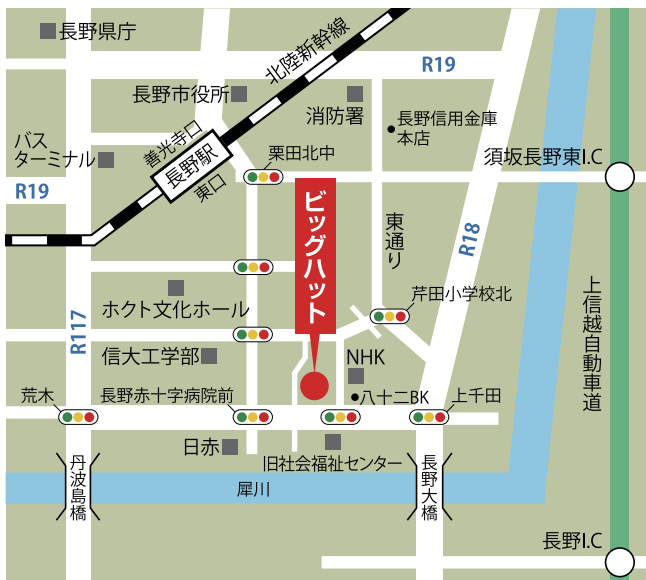 長野県庁
北陸新幹線
R19
長野市役所
消防署
長野信用金庫
本店
バス
ターミナル
善光寺口
長野駅
東口
栗田北中
須坂長野東I.C
R19
ビッグハット
東通り
R18
ホクト文化ホール
芹田小学校北
上信越自動車道
R117
信大工学部
NHK
荒木
長野赤十字病院前
八十二BK
上千田
日赤
旧社会福祉センター
丹波島橋
長野大橋
犀川
長野I.C